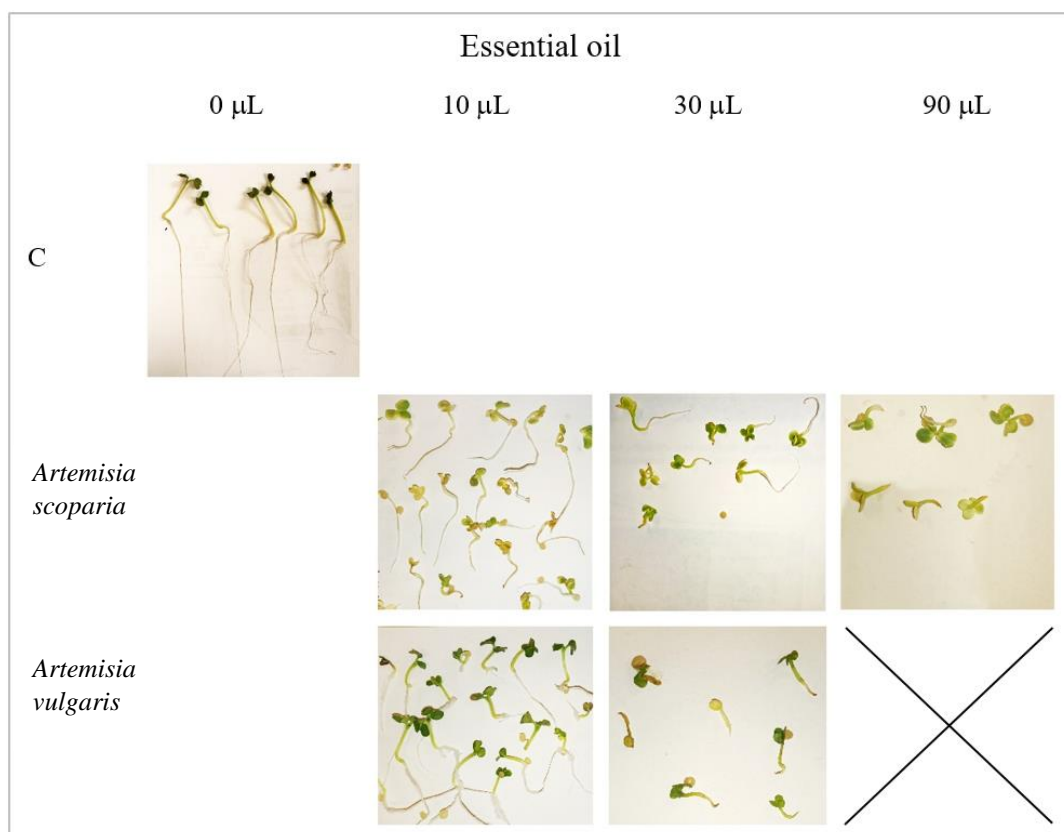 Essential oil
0 μL 10 μL 30 μL 90 μL
C
Artemisia
scoparia
Artemisia
vulgaris